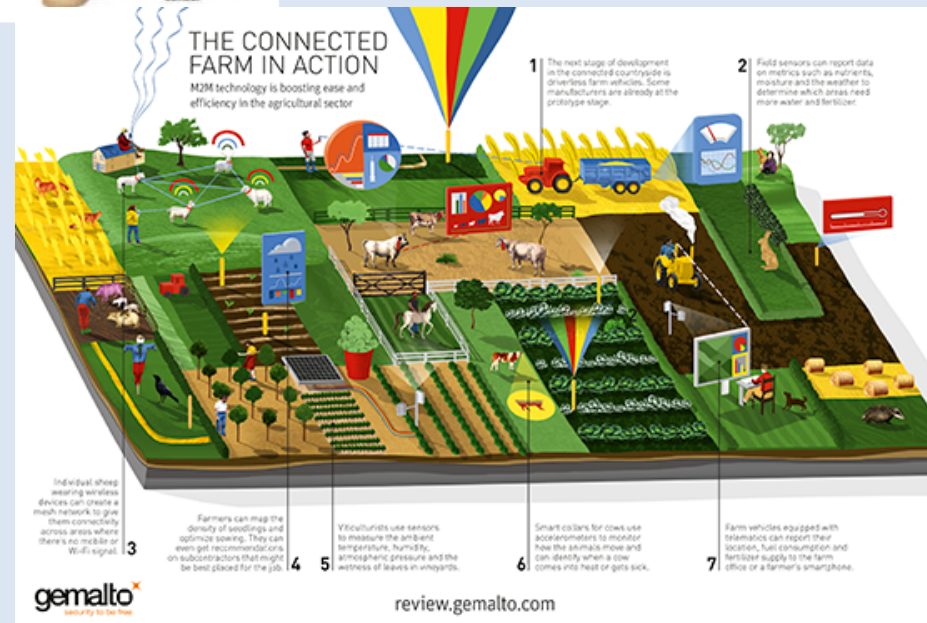 THE CONNECTED
FARM IN ACTION
M2M technology is boosting ease and
efficiency in the agricultural sector
1
The next stage of development
in the connected countryside is
driverless farm vehicles. Some
manufacturers are already at the
prototype stage.
2
Field sensors can report data
on metrics such as nutrients,
moisture and the weather to
determine which areas need
more water and fertilizer.
Individual sheep
wearing wireless
devices can create a
mesh network to give
them connectivity
across areas where
there's no mobile or
Wi-Fi signal.
3
Farmers can map the
density of seedlings and
optimize sowing. They can
even get recommendations
on subcontractors that might
be best placed for the job.
4
5
Viticulturists use sensors
to measure the ambient
temperature, humidity,
atmospheric pressure and the
wetness of leaves in vineyards.
6
Smart collars for cows use
accelerometers to monitor
how the animals move and
can identify when a cow
comes into heat or gets sick.
7
Farm vehicles equipped with
telematics can report their
location, fuel consumption and
fertilizer supply to the farm
office or a farmer's smartphone.
gemalto
security to be free
review.gemalto.com